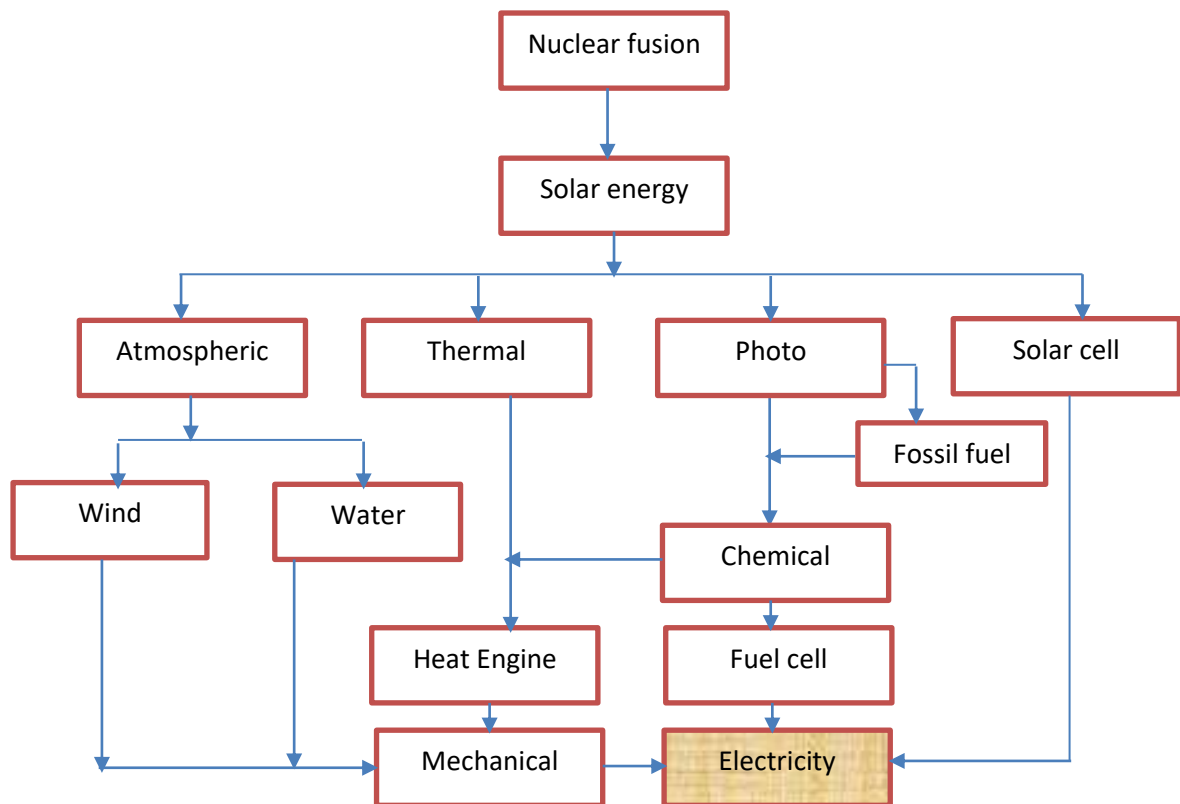 Nuclear fusion
Solar energy
Atmospheric
Thermal
Photo
Solar cell
Fossil fuel
Wind
Water
Chemical
Heat Engine
Fuel cell
Mechanical
Electricity